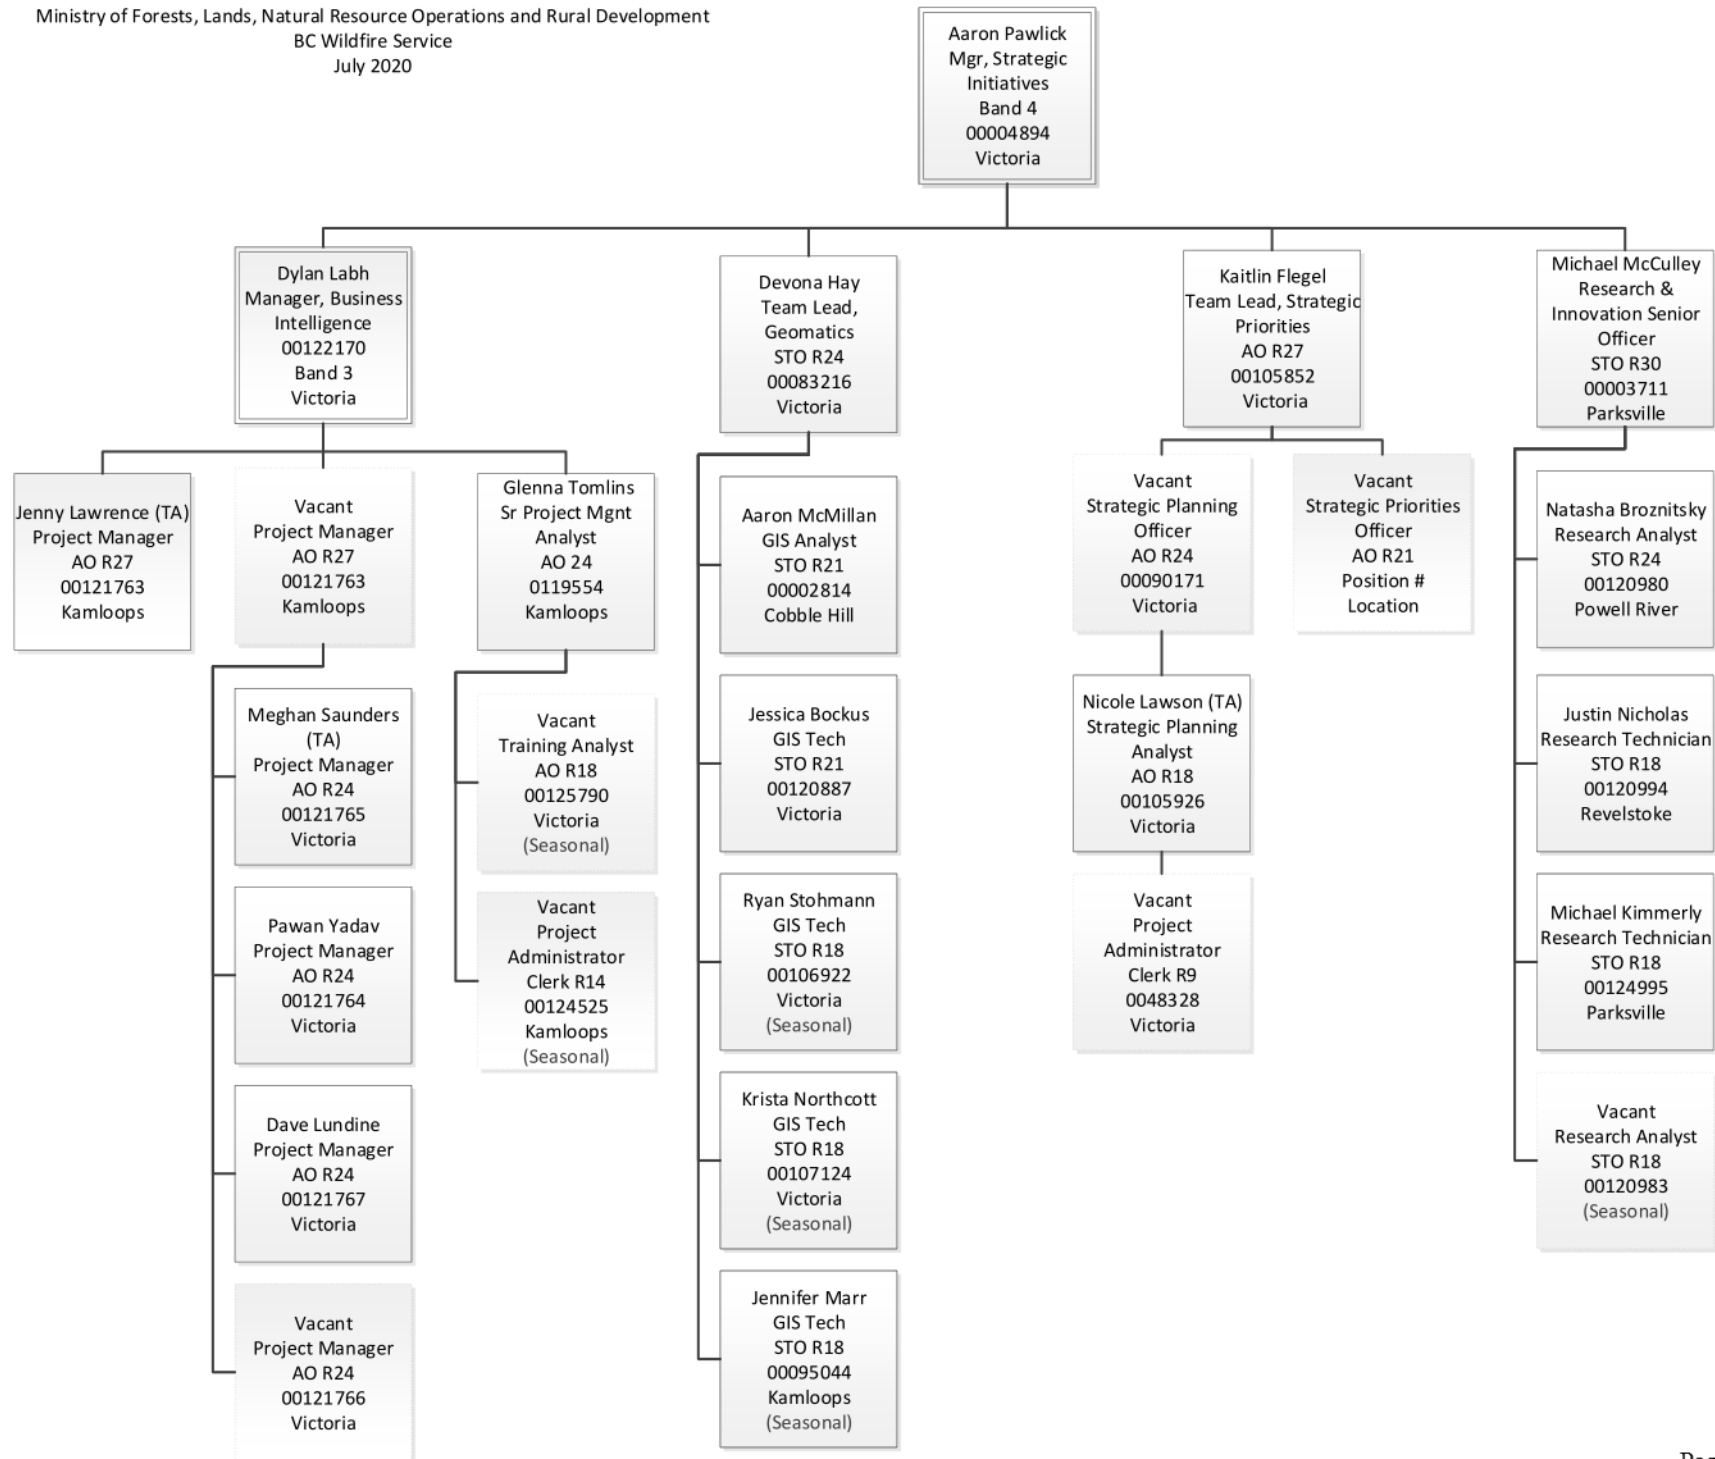 Ministry of Forests, Lands, Natural Resource Operations and Rural Development
BC Wildfire Service
July 2020
Aaron Pawlick
Mgr, Strategic
Initiatives
Band 4
00004894
Victoria
Dylan Labh
Manager, Business
Intelligence
00122170
Band 3
Victoria
Devona Hay
Team Lead,
Geomatics
STO R24
00083216
Victoria
Kaitlin Flegel
Team Lead, Strategic
Priorities
AO R27
00105852
Victoria
Michael McCulley
Research &
Innovation Senior
Officer
STO R30
00003711
Parksville
Jenny Lawrence (TA)
Project Manager
AO R27
00121763
Kamloops
Vacant
Project Manager
AO R27
00121763
Kamloops
Glenna Tomlins
Sr Project Mgnt
Analyst
AO 24
0119554
Kamloops
Meghan Saunders
(TA)
Project Manager
AO R24
00121765
Victoria
Pawan Yadav
Project Manager
AO R24
00121764
Victoria
Dave Lundine
Project Manager
AO R24
00121767
Victoria
Vacant
Project Manager
AO R24
00121766
Victoria
Vacant
Training Analyst
AO R18
00125790
Victoria
(Seasonal)
Vacant
Project
Administrator
Clerk R14
00124525
Kamloops
(Seasonal)
Aaron McMillan
GIS Analyst
STO R21
00002814
Cobble Hill
Jessica Bockus
GIS Tech
STO R21
00120887
Victoria
Ryan Stohmann
GIS Tech
STO R18
00106922
Victoria
(Seasonal)
Krista Northcott
GIS Tech
STO R18
00107124
Victoria
(Seasonal)
Jennifer Marr
GIS Tech
STO R18
00095044
Kamloops
(Seasonal)
Vacant
Strategic Planning
Officer
AO R24
00090171
Victoria
Vacant
Strategic Priorities
Officer
AO R21
Position #
Location
Nicole Lawson (TA)
Strategic Planning
Analyst
AO R18
00105926
Victoria
Vacant
Project
Administrator
Clerk R9
0048328
Victoria
Natasha Broznitsky
Research Analyst
STO R24
00120980
Powell River
Justin Nicholas
Research Technician
STO R18
00120994
Revelstoke
Michael Kimmerly
Research Technician
STO R18
00124995
Parksville
Vacant
Research Analyst
STO R18
00120983
(Seasonal)